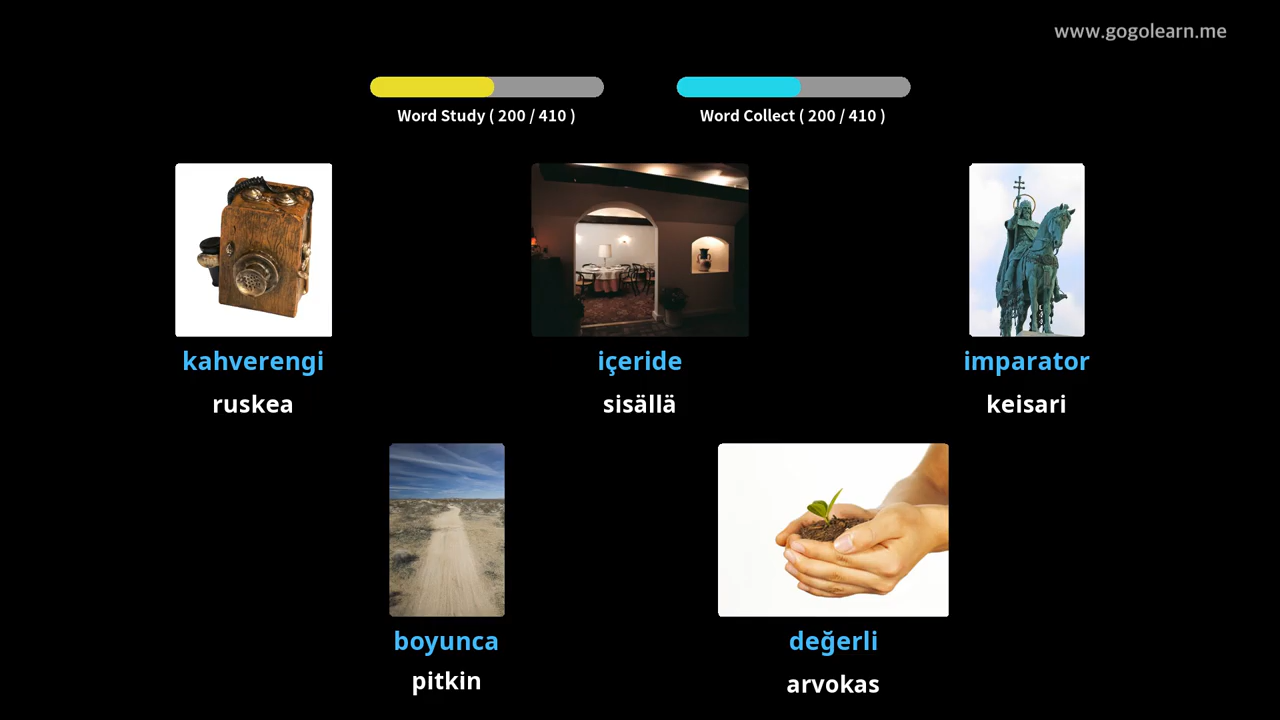 www.gogolearn.me
Word Study ( 200 / 410 )
Word Collect ( 200 / 410 )
kahverengi
ruskea
içeride
sisällä
imparator
keisari
boyunca
pitkin
değerli
arvokas